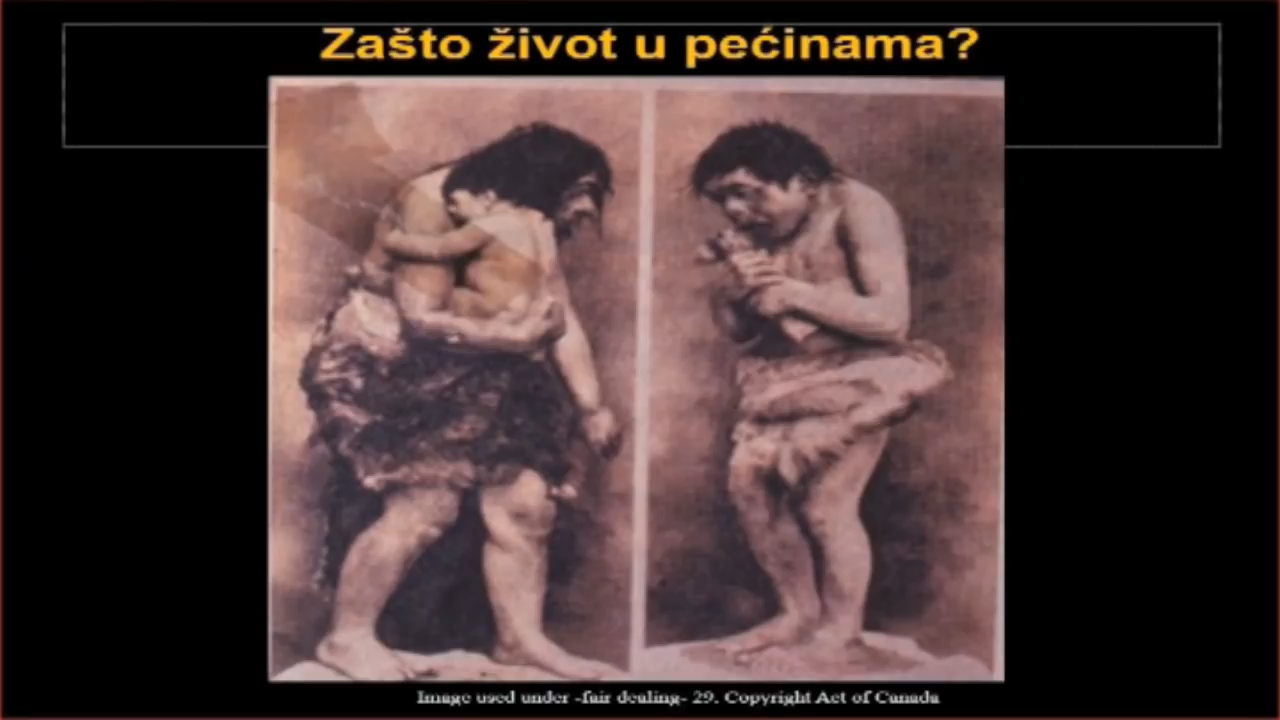 Zašto život u pećinama?
Image used under -fair dealing- 29. Copyright Act of Canada